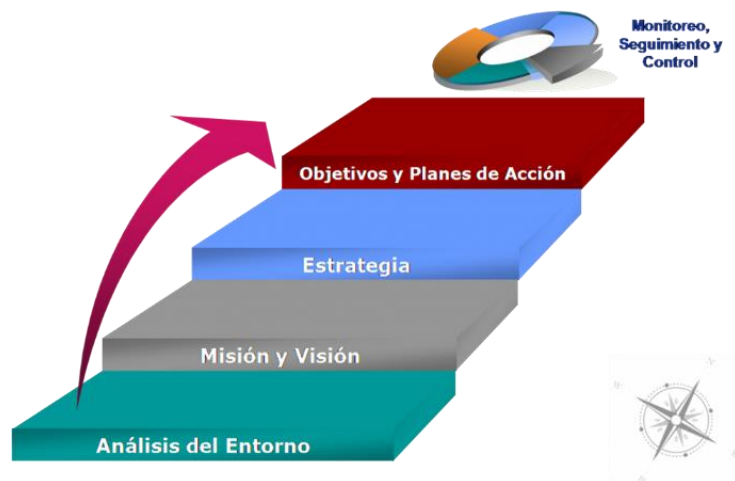 Monitoreo,
Seguimiento y
Control
Objetivos y Planes de Acción
Estrategia
Misión y Visión
Análisis del Entorno